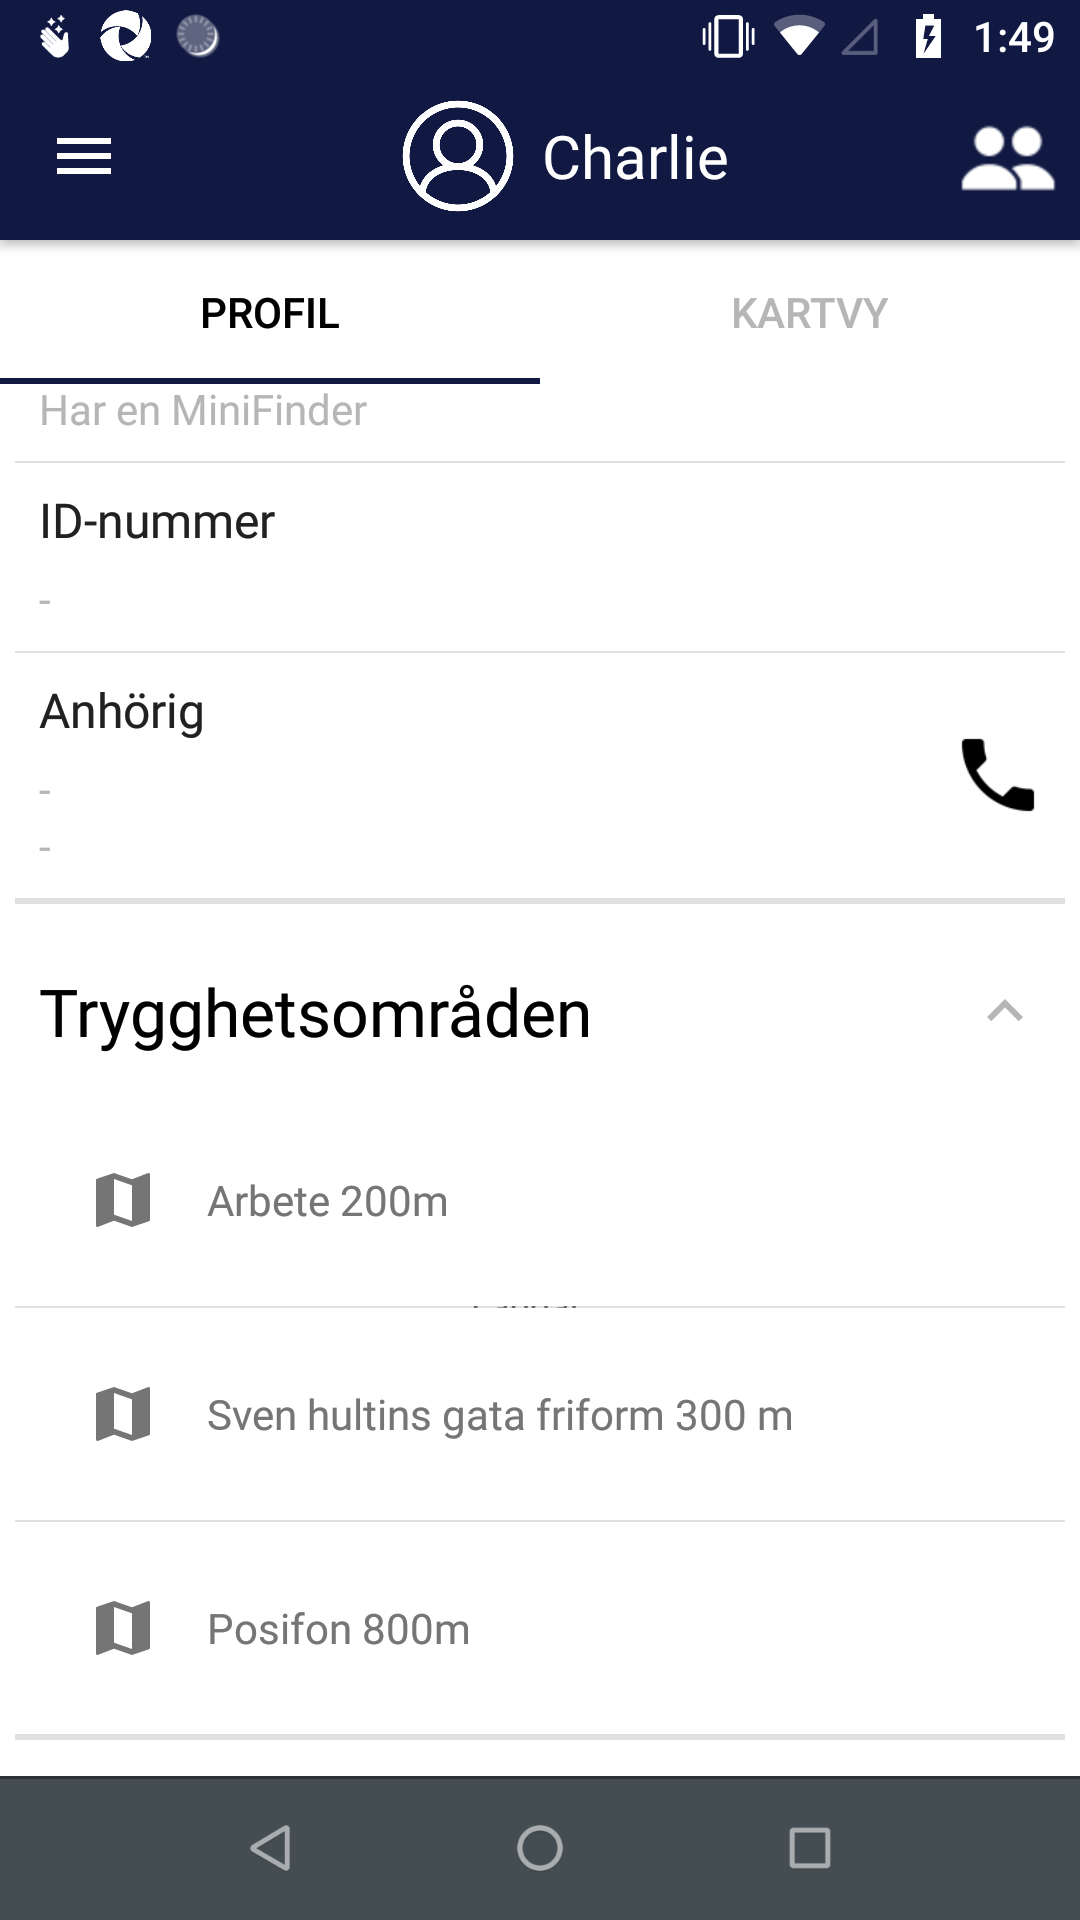 1:49
Charlie
PROFIL
KARTVY
Har en MiniFinder
ID-nummer
-
Anhörig
-
-
Trygghetsområden
Arbete 200m
Sven hultins gata friform 300 m
Posifon 800m